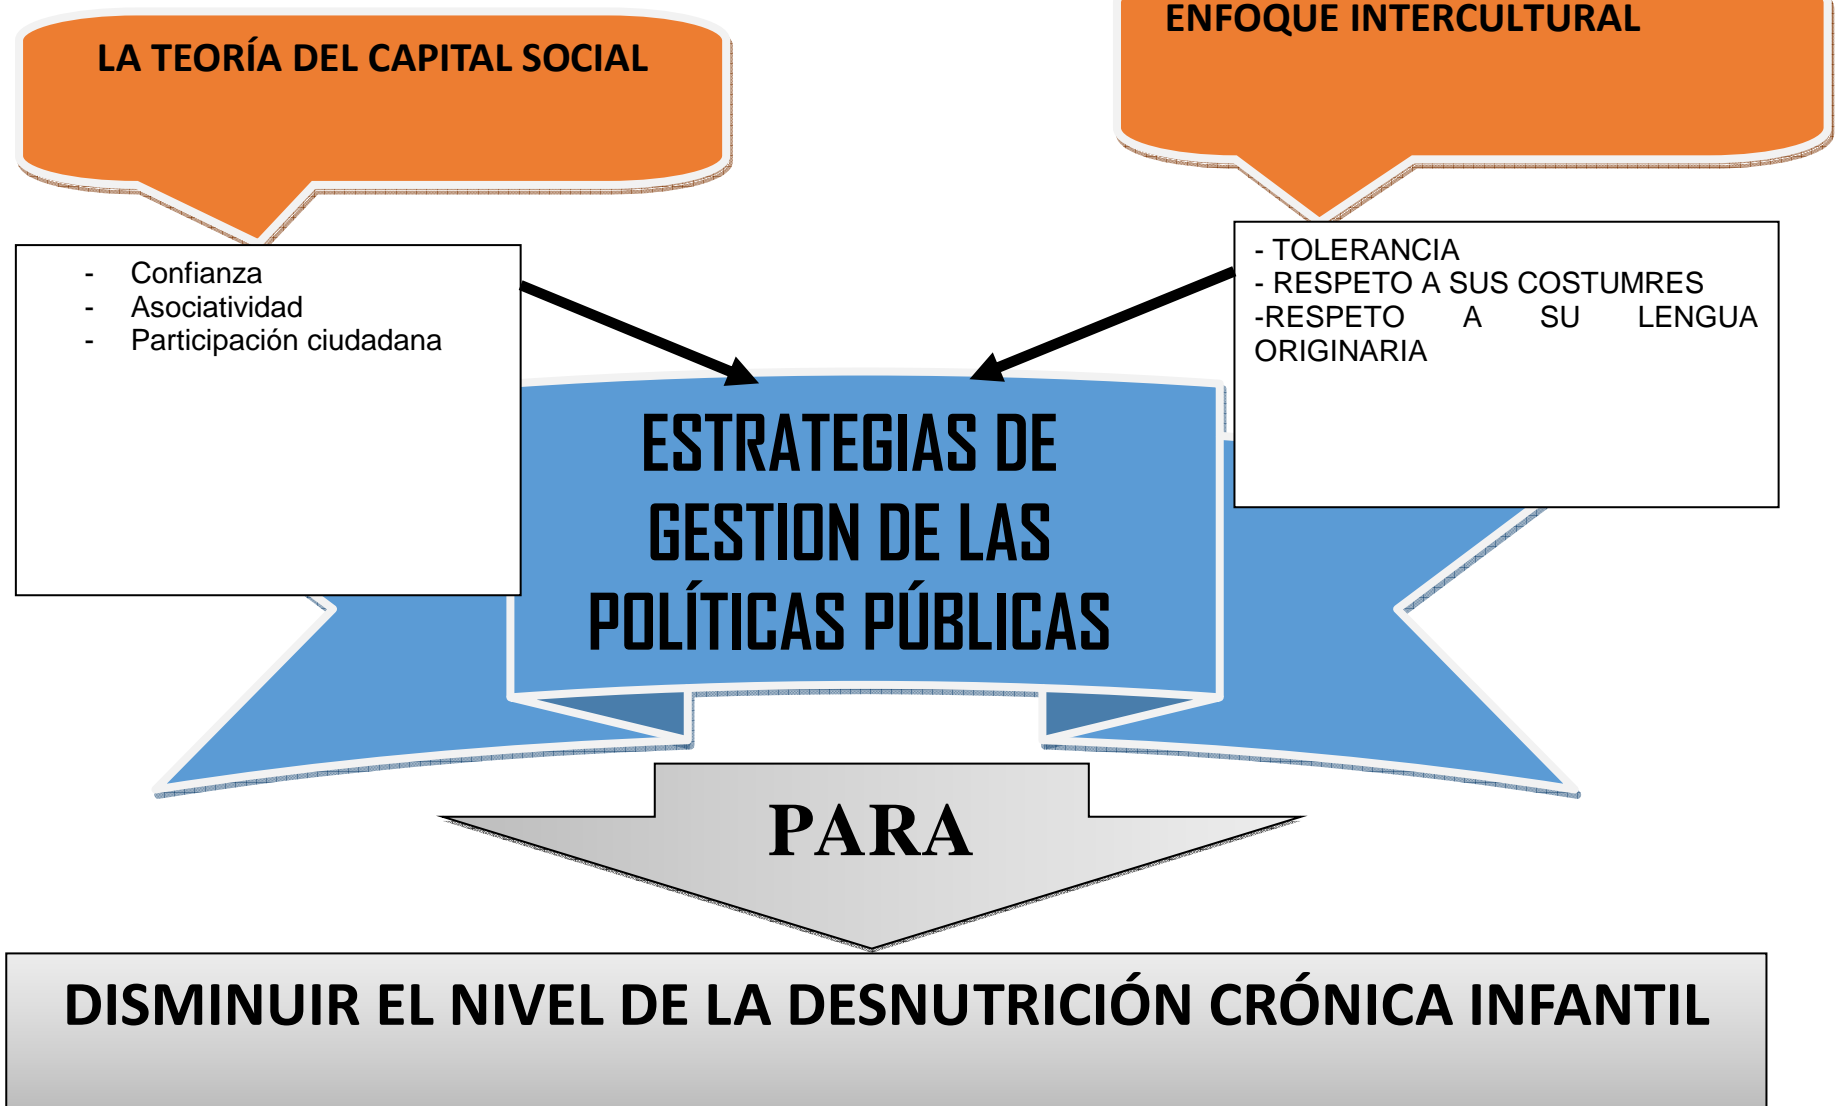 LA TEORÍA DEL CAPITAL SOCIAL
ENFOQUE INTERCULTURAL
- Confianza
- Asociatividad
- Participación ciudadana
- TOLERANCIA
- RESPETO A SUS COSTUMRES
-RESPETO A SU LENGUA
ORIGINARIA
ESTRATEGIAS DE
GESTION DE LAS
POLÍTICAS PÚBLICAS
PARA
DISMINUIR EL NIVEL DE LA DESNUTRICIÓN CRÓNICA INFANTIL